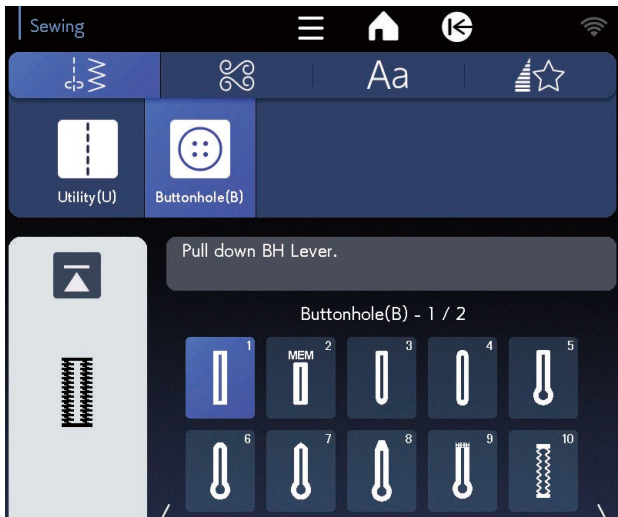 Sewing
Aa
Utility(U)
Buttonhole(B)
Pull down BH Lever.
Buttonhole(B) - 1 / 2
1
MEM 2
3
4
5
6
7
8
9
10